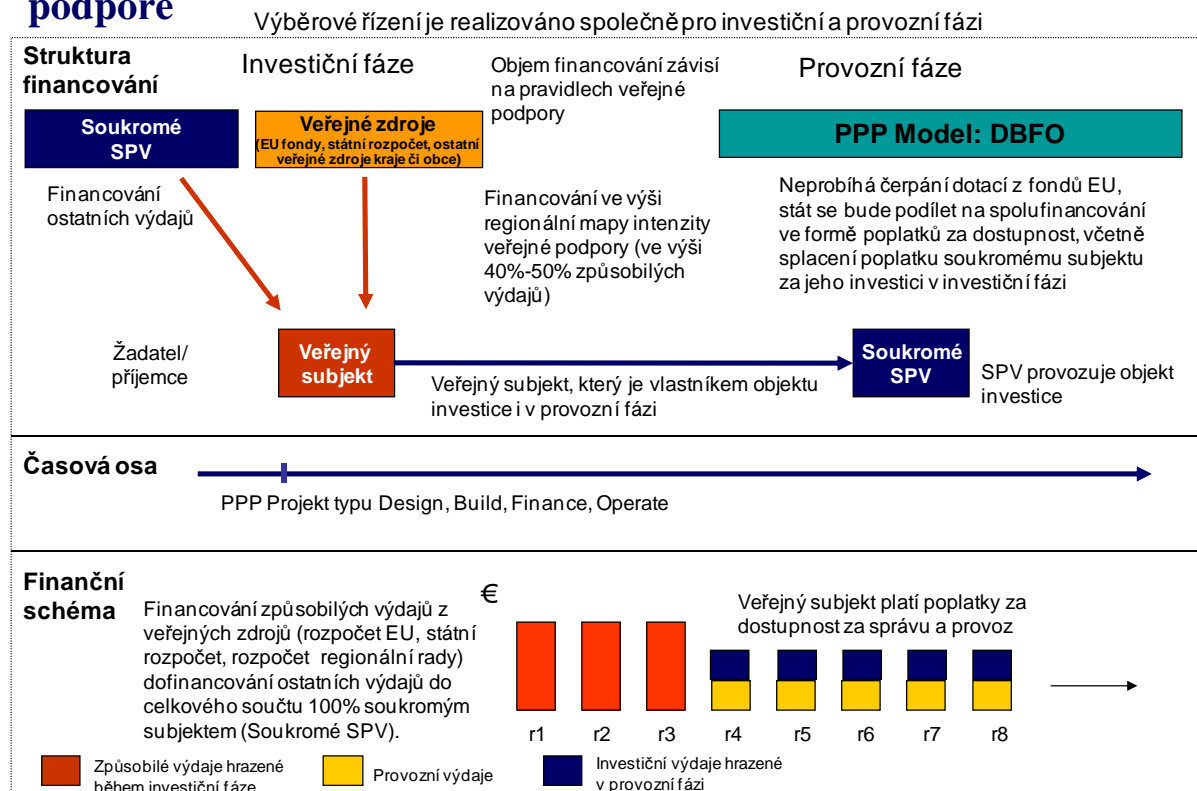 podpoře
Výběrové řízení je realizováno společně pro investiční a provozní fázi
Struktura
financování
Investiční fáze
Objem financování závisí
na pravidlech veřejné
podpory
Provozní fáze
Soukromé
SPV
Veřejné zdroje
(EU fondy, státní rozpočet, ostatní
veřejné zdroje kraje či obce)
PPP Model: DBFO
Financování
ostatních výdajů
Financování ve výši
regionální mapy intenzity
veřejné podpory (ve výši
40%-50% způsobilých
výdajů)
Neprobíhá čerpání dotací z fondů EU,
stát se bude podílet na spolufinancování
ve formě poplatků za dostupnost, včetně
splacení poplatku soukromému subjektu
za jeho investici v investiční fázi
Žadatel/
příjemce
Veřejný
subjekt
Veřejný subjekt, který je vlastníkem objektu
investice i v provozní fázi
Soukromé
SPV
SPV provozuje objekt
investice
Časová osa
PPP Projekt typu Design, Build, Finance, Operate
Finanční
schéma
Financování způsobilých výdajů z
veřejných zdrojů (rozpočet EU, státní
rozpočet, rozpočet regionální rady)
dofinancování ostatních výdajů do
celkového součtu 100% soukromým
subjektem (Soukromé SPV).
€
Veřejný subjekt platí poplatky za
dostupnost za správu a provoz
r1 r2 r3 r4 r5 r6 r7 r8
Způsobilé výdaje hrazené
během investiční fáze
Provozní výdaje
Investiční výdaje hrazené
v provozní fázi